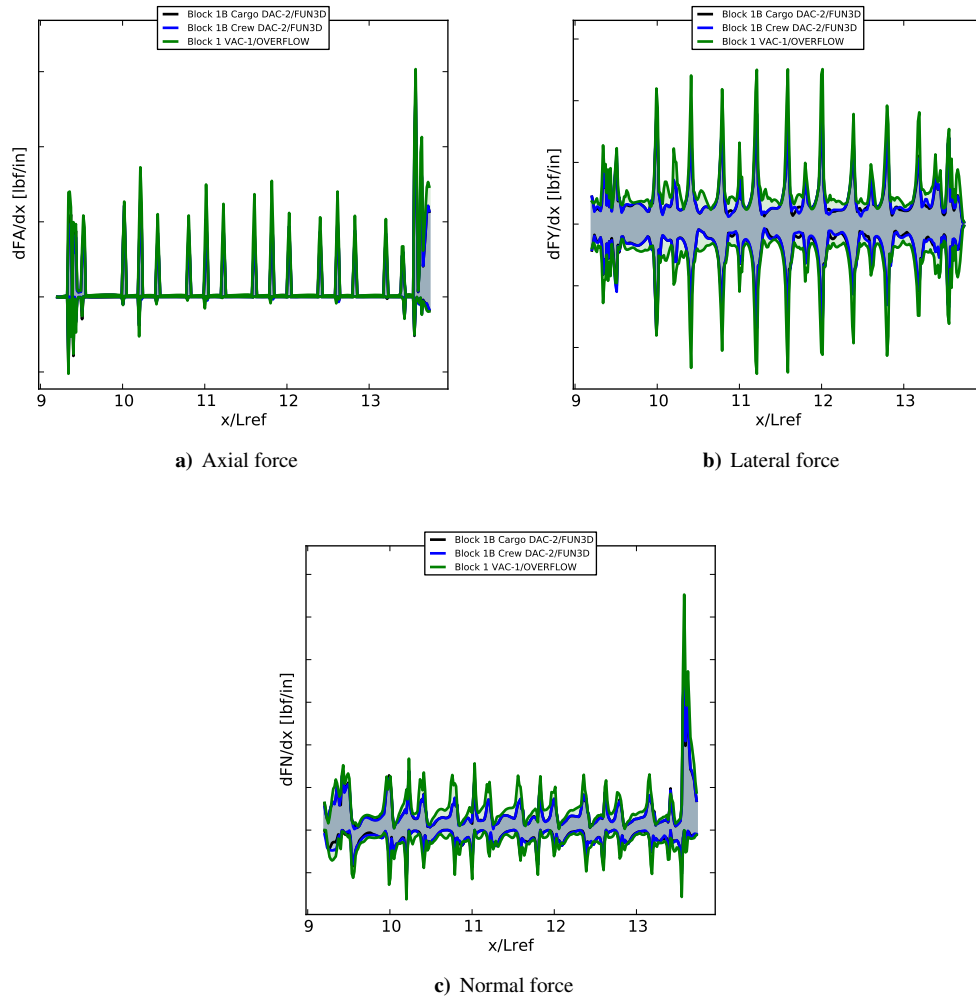 Block 1B Cargo DAC-2/FUN3D
Block 1B Crew DAC-2/FUN3D
Block 1 VAC-1/OVERFLOW
dFA/dx [lbf/in]
9 10 11 12 13
x/Lref
a) Axial force
Block 1B Cargo DAC-2/FUN3D
Block 1B Crew DAC-2/FUN3D
Block 1 VAC-1/OVERFLOW
dFY/dx [lbf/in]
9 10 11 12 13
x/Lref
b) Lateral force
Block 1B Cargo DAC-2/FUN3D
Block 1B Crew DAC-2/FUN3D
Block 1 VAC-1/OVERFLOW
dFN/dx [lbf/in]
9 10 11 12 13
x/Lref
c) Normal force